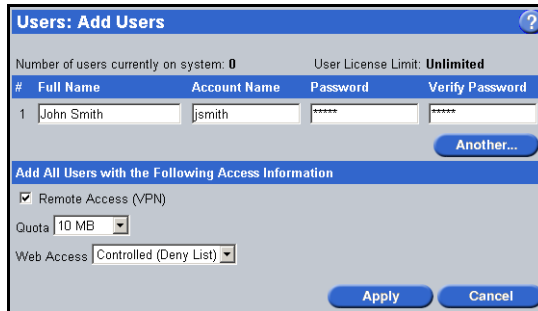 Users: Add Users ?
Number of users currently on system: 0 User License Limit: Unlimited
# Full Name Account Name Password Verify Password
1 John Smith jsmith ***** *****
Another...
Add All Users with the Following Access Information
Remote Access (VPN)
Quota 10 MB
Web Access Controlled (Deny List)
Apply Cancel